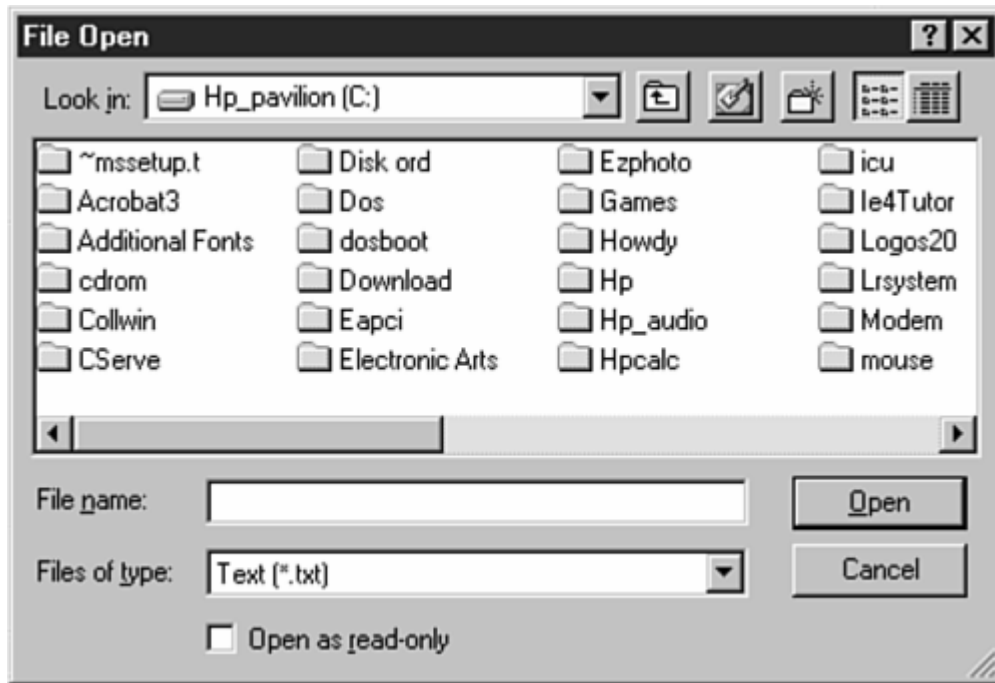 File Open
Look in: Hp_pavilion (C:)
~mssetup.t Disk ord Ezphoto icu
Acrobat3 Dos Games Ie4Tutor
Additional Fonts dosboot Howdy Logos20
cdrom Download Hp Lrsystem
Collwin Eapci Hp_audio Modem
CServe Electronic Arts Hpcalc mouse
File name: Open
Files of type: Text (*.txt) Cancel
Open as read-only